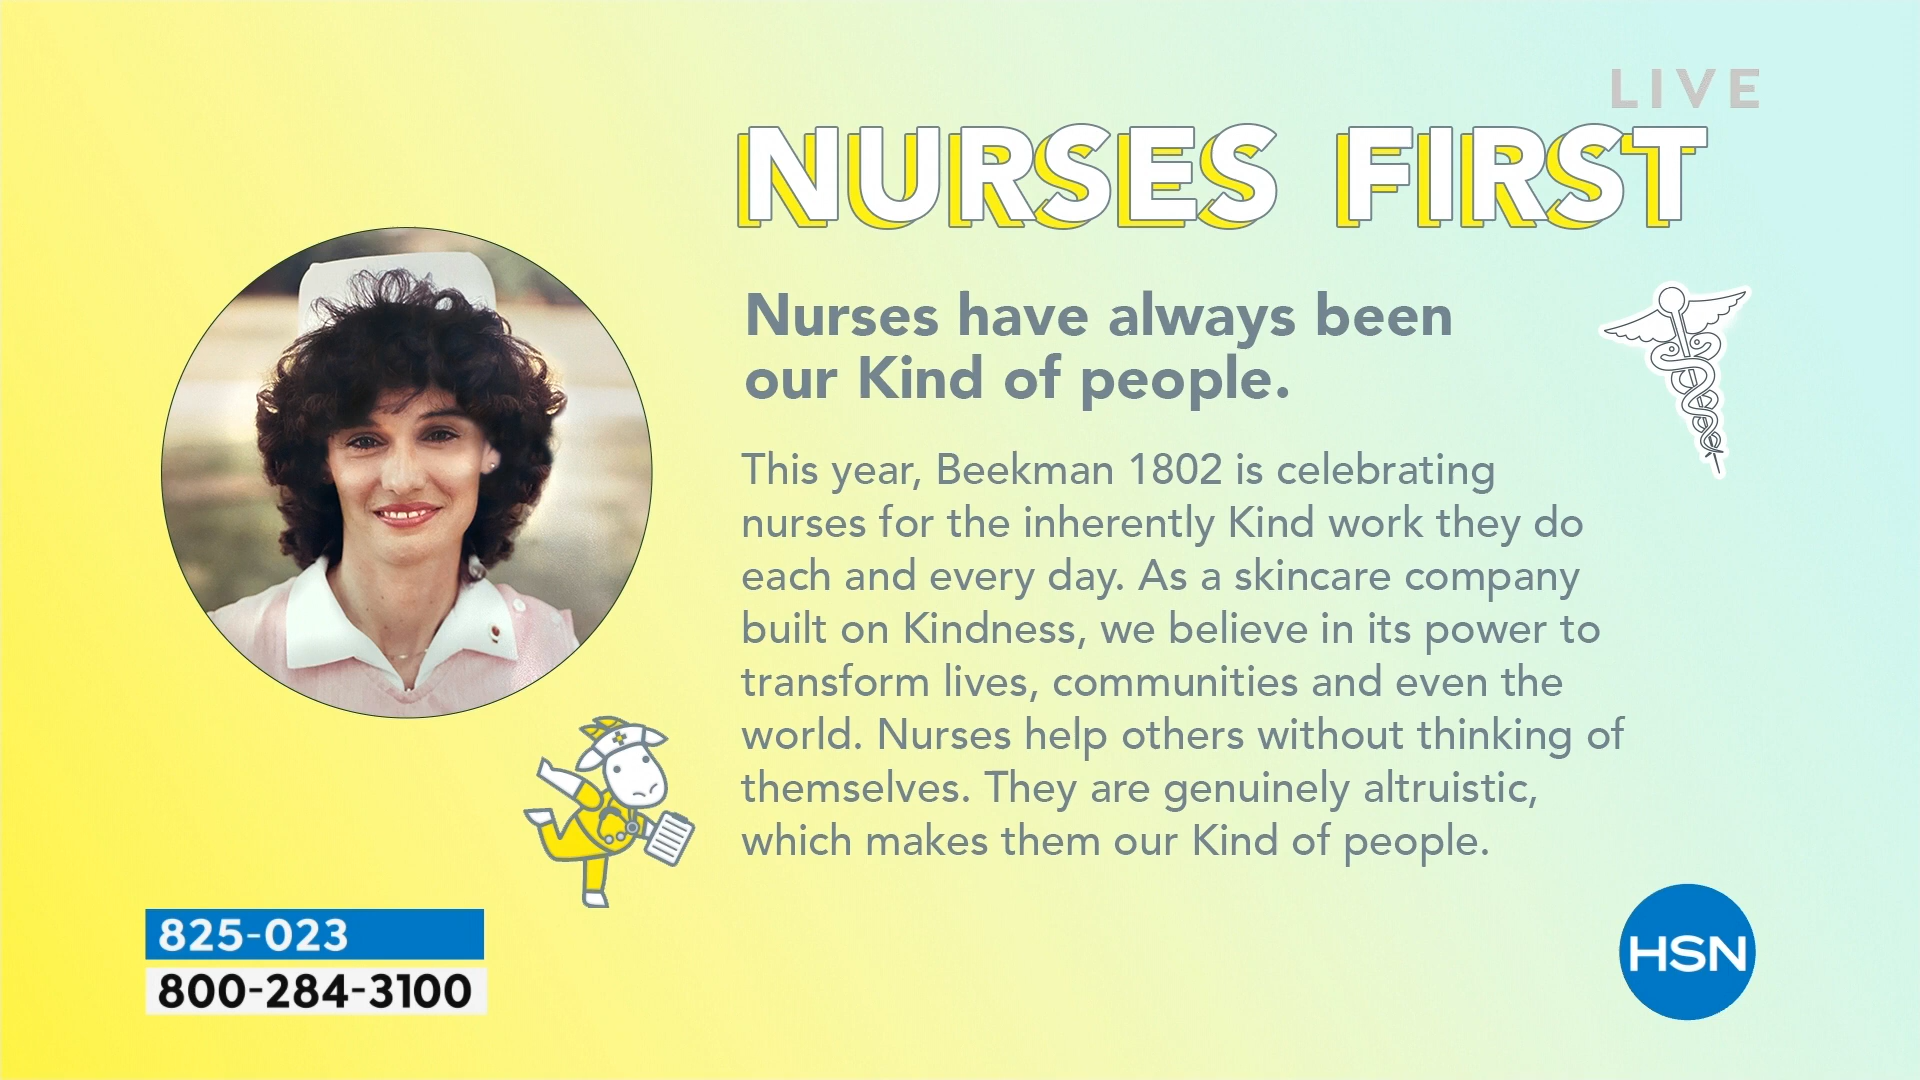 LIVE
NURSES FIRST
Nurses have always been
our Kind of people.
This year, Beekman 1802 is celebrating
nurses for the inherently Kind work they do
each and every day. As a skincare company
built on Kindness, we believe in its power to
transform lives, communities and even the
world. Nurses help others without thinking of
themselves. They are genuinely altruistic,
which makes them our Kind of people.
825-023
800-284-3100
HSN